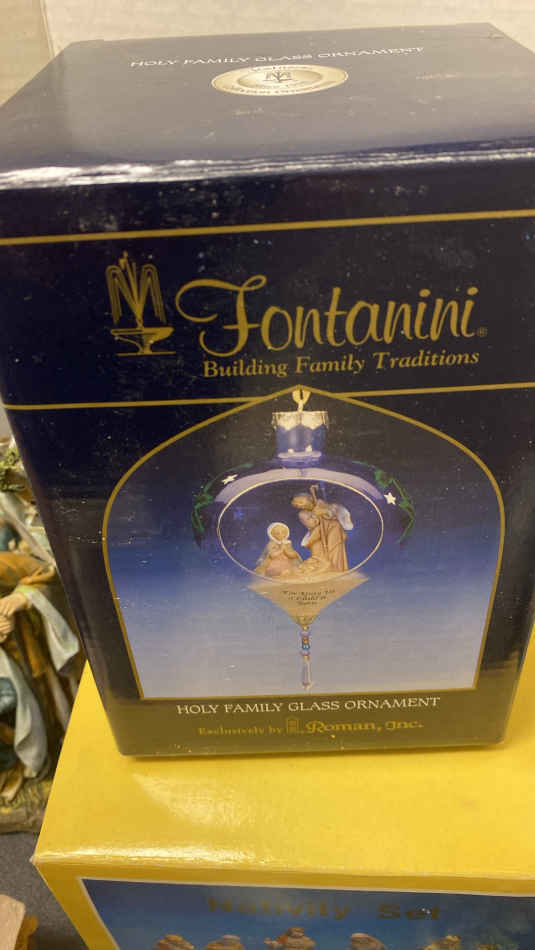 HOLY FAMILY GLASS ORNAMENT
Fontanini®
Building Family Traditions
HOLY FAMILY GLASS ORNAMENT
Exclusively by Roman, Inc.
Nativity Set